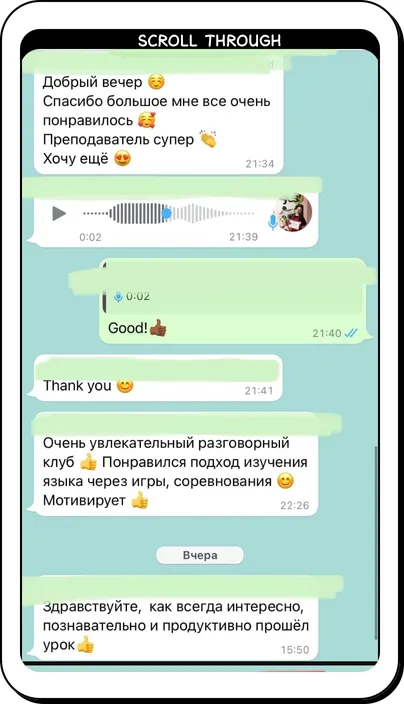 SCROLL THROUGH
Добрый вечер ☺️
Спасибо большое мне все очень
понравилось 🥰
Преподаватель супер 👏
Хочу ещё 😍
21:34
0:02
21:39
0:02
Good!👍🏾
21:40
Thank you 😊
21:41
Очень увлекательный разговорный
клуб 👍 Понравился подход изучения
языка через игры, соревнования 😊
Мотивирует 👍
22:26
Вчера
Здравствуйте, как всегда интересно,
познавательно и продуктивно прошёл
урок👍
15:50